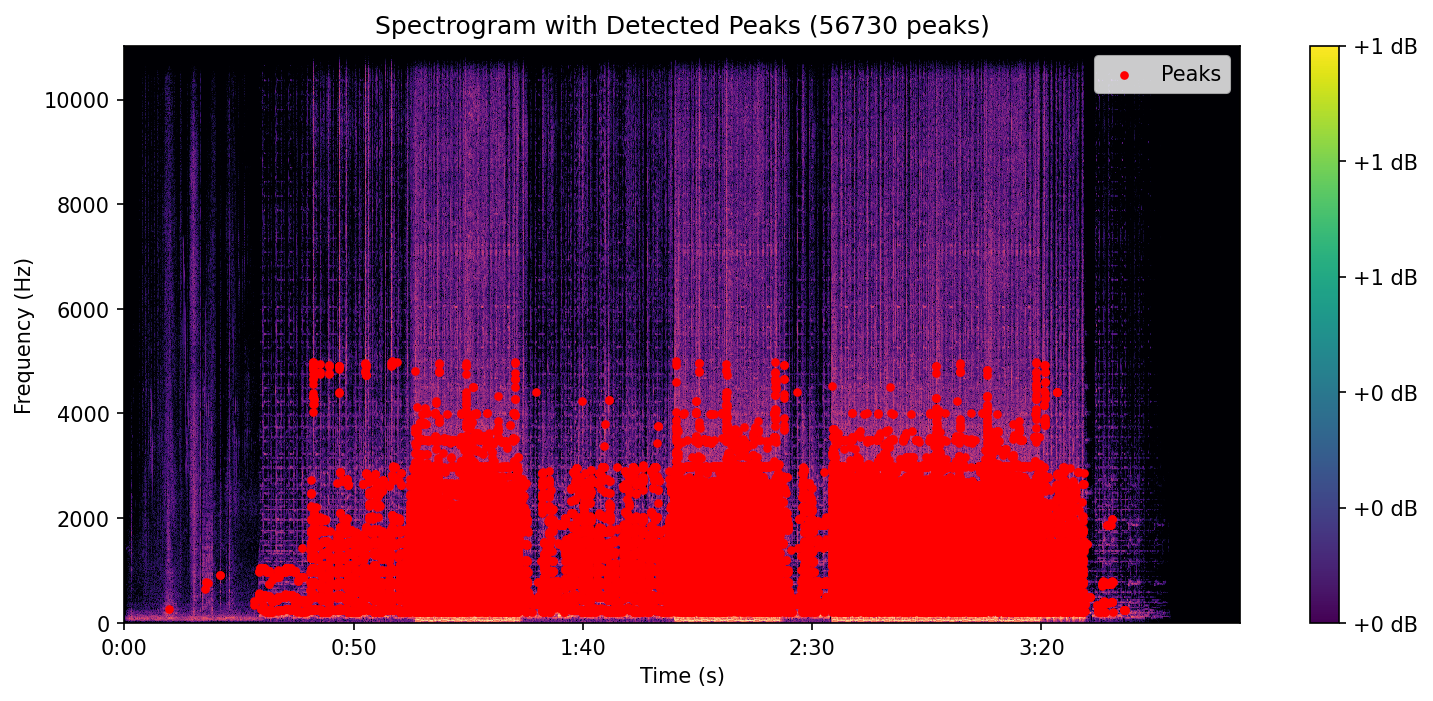 Spectrogram with Detected Peaks (56730 peaks)
Peaks
10000
8000
6000
4000
2000
0
Frequency (Hz)
0:00
0:50
1:40
2:30
3:20
Time (s)
+1 dB
+1 dB
+1 dB
+0 dB
+0 dB
+0 dB